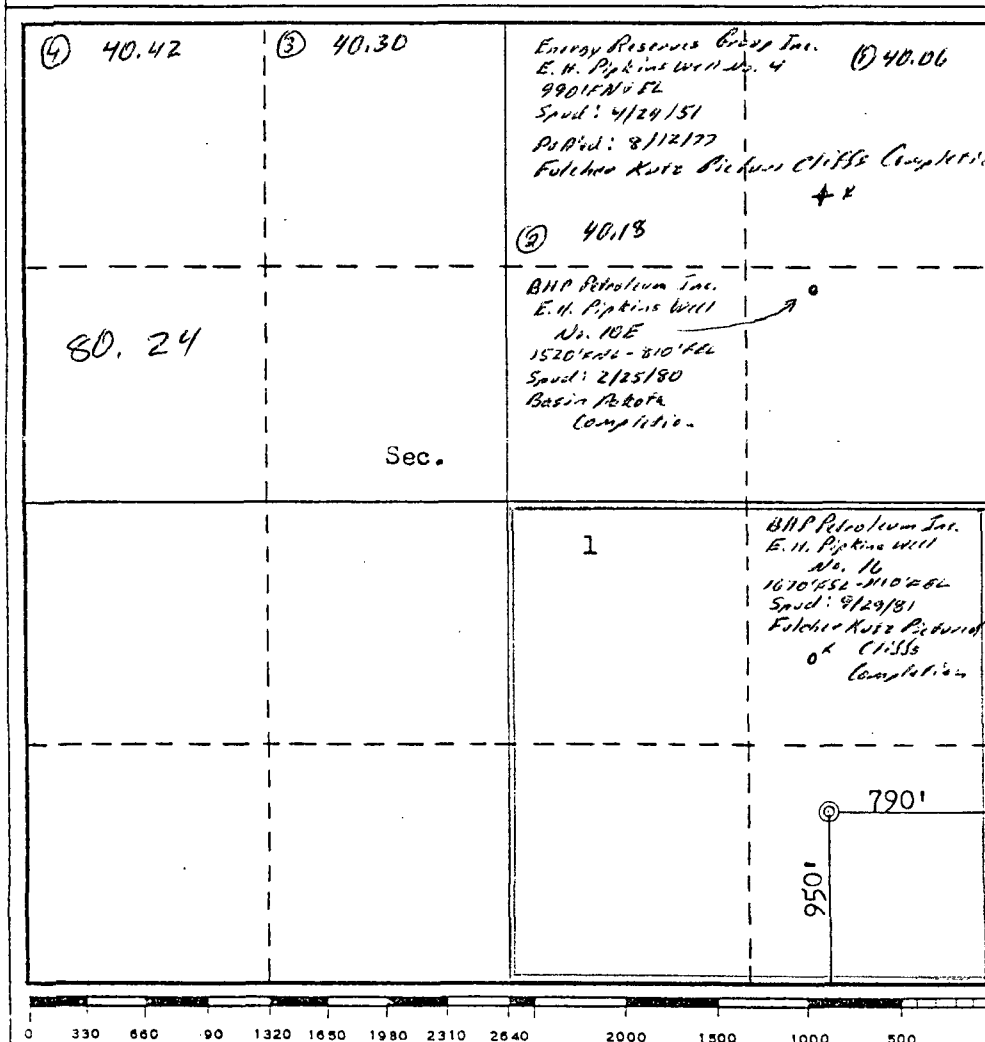 ④ 40.42
③ 40.30
Energy Reserves Group Inc.
E. H. Pipkins Well No. 4
990'FN&EL
Spud: 4/24/51
P&A'd: 8/12/77
Fulcher Kutz Pictured Cliffs Completio
① 40.06
② 40.18
BHP Petroleum Inc.
E. H. Pipkins Well
No. 10E
1520'FNL-810'FEL
Spud: 2/25/80
Basin Dakota
Completion
80.24
Sec.
1
BHP Petroleum Inc.
E. H. Pipkins Well
No. 16
1670'FSL-1110'FEL
Spud: 9/29/81
Fulcher Kutz Pictured
Cliffs
Completion
790'
950'
0 330 660 90 1320 1650 1980 2310 2640 2000 1500 1000 500